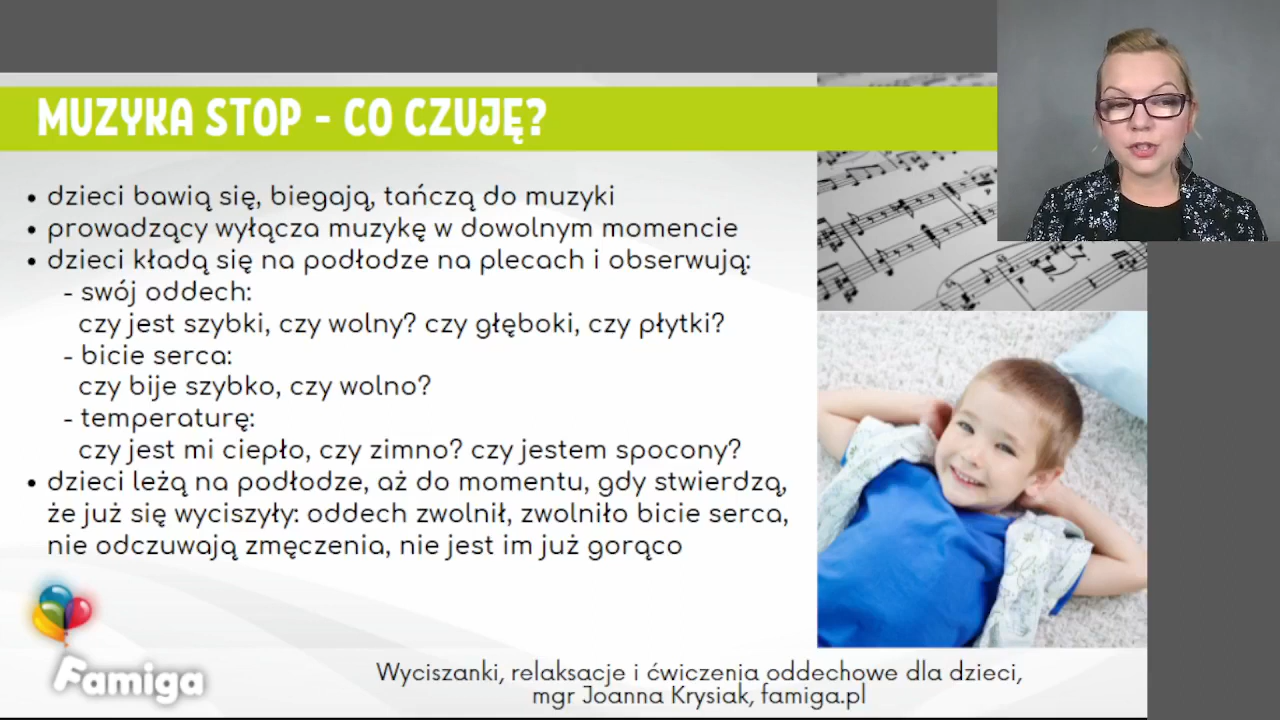 MUZYKA STOP - CO CZUJĘ?
• dzieci bawią się, biegają, tańczą do muzyki
• prowadzący wyłącza muzykę w dowolnym momencie
• dzieci kładą się na podłodze na plecach i obserwują:
- swój oddech:
czy jest szybki, czy wolny? czy głęboki, czy płytki?
- bicie serca:
czy bije szybko, czy wolno?
- temperaturę:
czy jest mi ciepło, czy zimno? czy jestem spocony?
• dzieci leżą na podłodze, aż do momentu, gdy stwierdzą,
że już się wyciszyły: oddech zwolnił, zwolniło bicie serca,
nie odczuwają zmęczenia, nie jest im już gorąco
Famiga
Wyciszanki, relaksacje i ćwiczenia oddechowe dla dzieci,
mgr Joanna Krysiak, famiga.pl